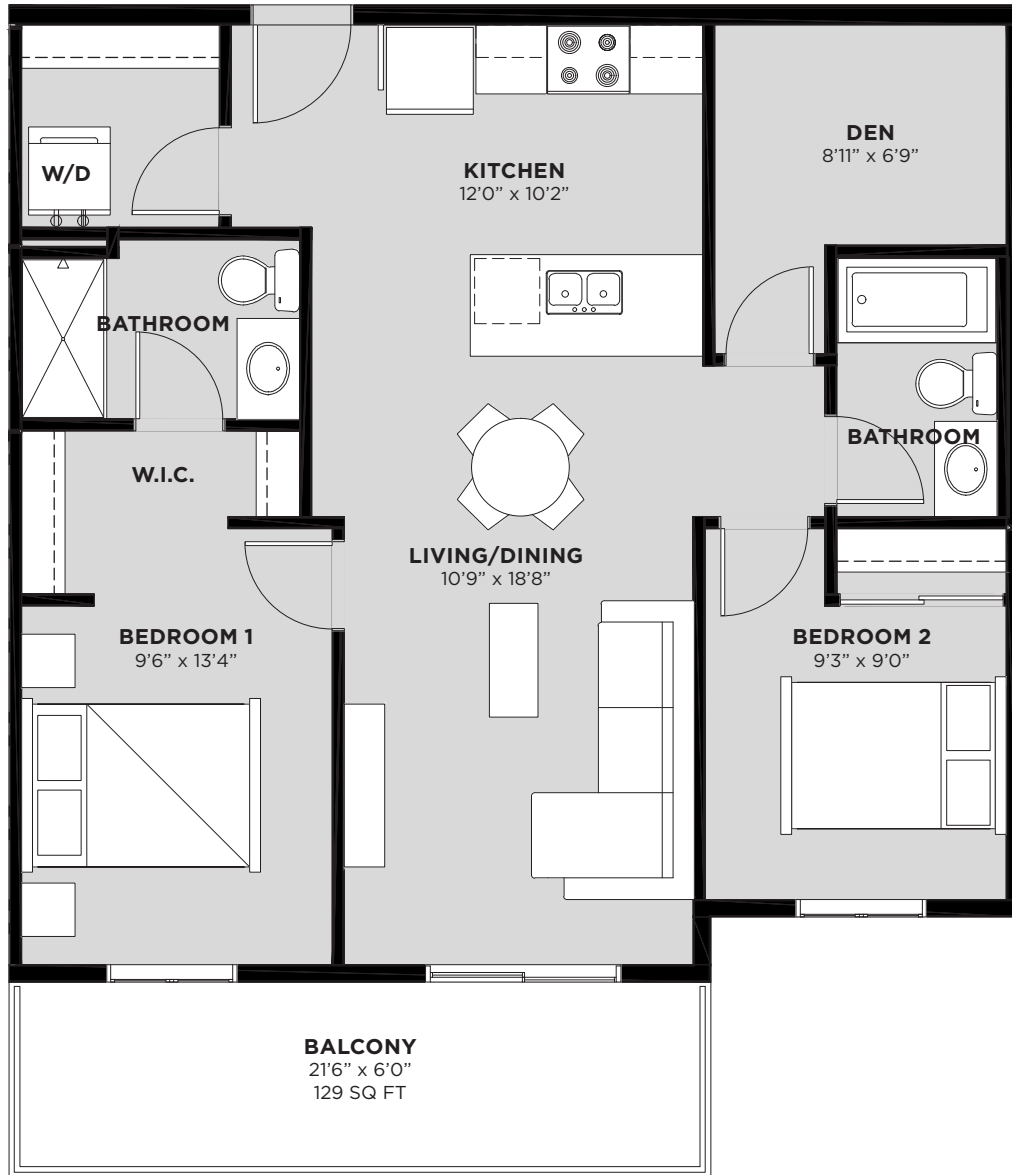 DEN
8'11" x 6'9"
W/D
KITCHEN
12'0" x 10'2"
BATHROOM
BATHROOM
W.I.C.
LIVING/DINING
10'9" x 18'8"
BEDROOM 1
9'6" x 13'4"
BEDROOM 2
9'3" x 9'0"
BALCONY
21'6" x 6'0"
129 SQ FT